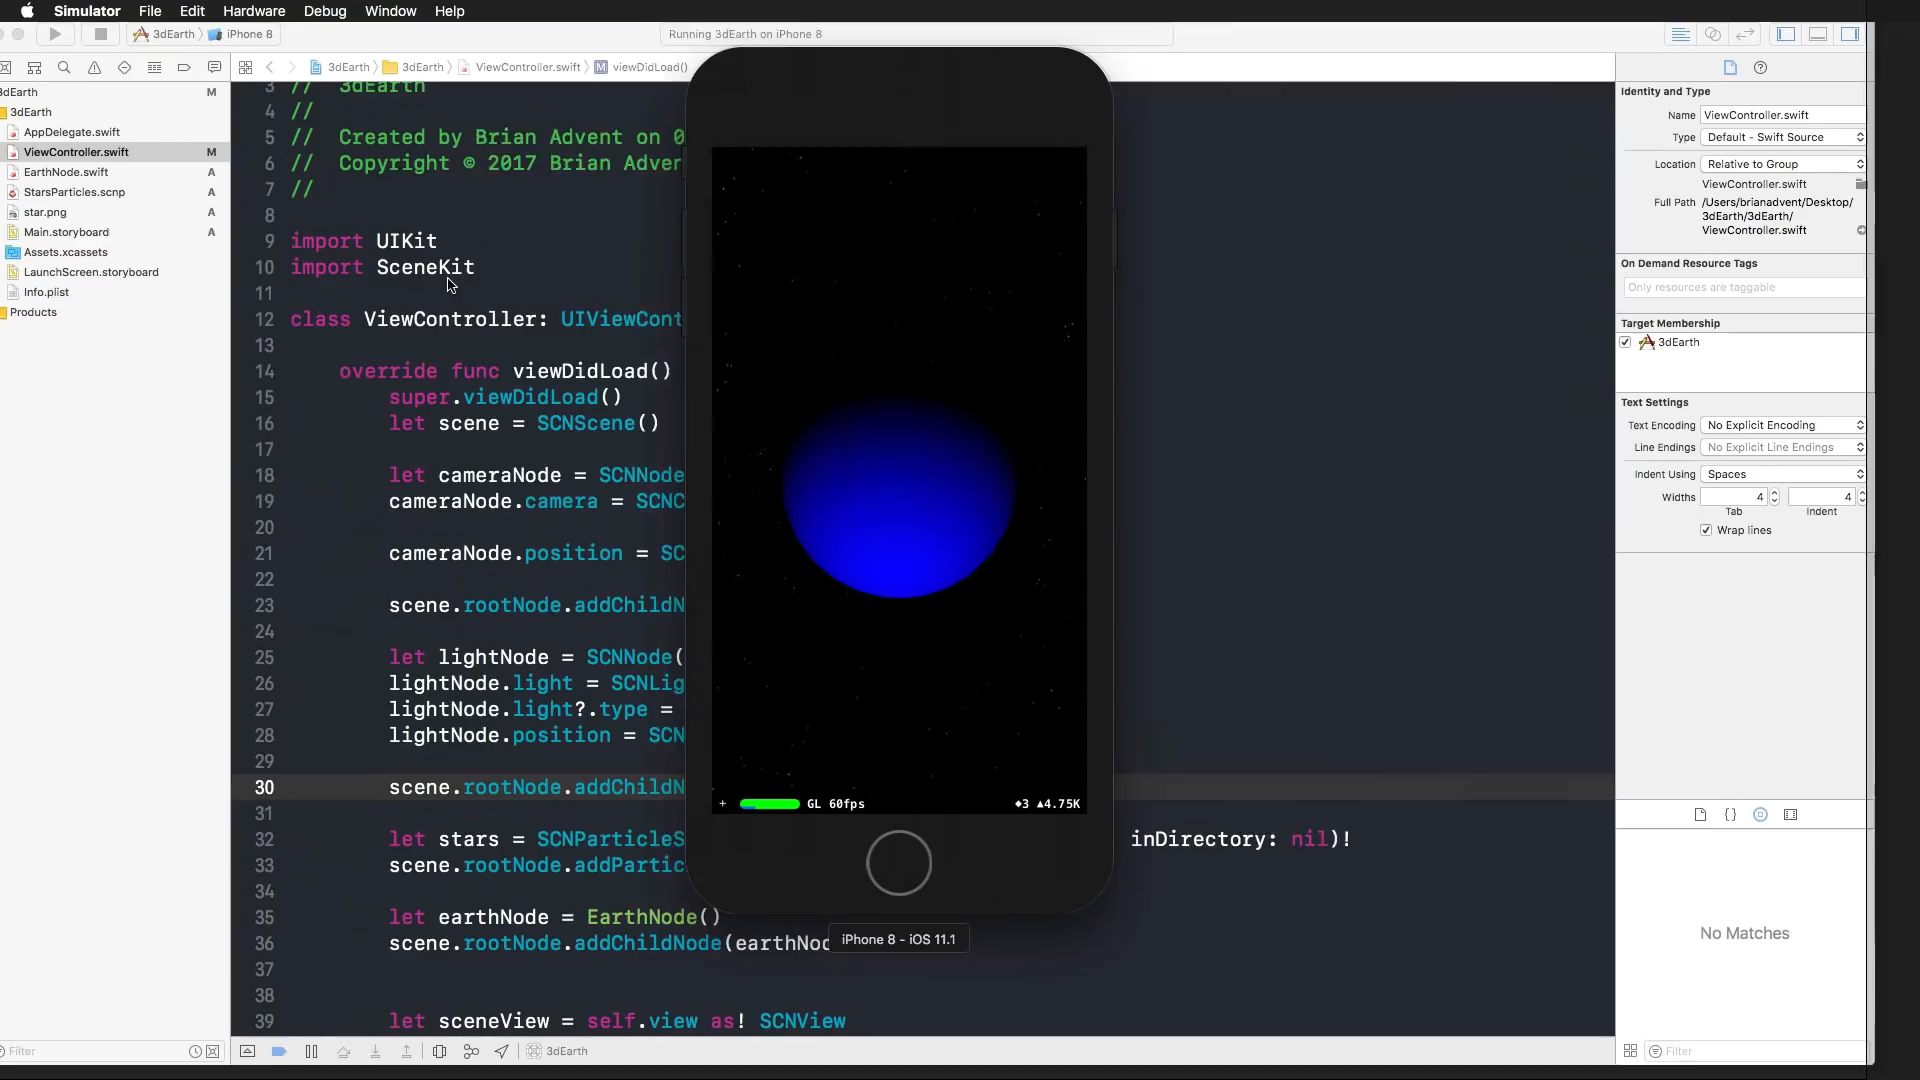 Simulator File Edit Hardware Debug Window Help
3dEarth iPhone 8
Running 3dEarth on iPhone 8
3dEarth 3dEarth ViewController.swift M viewDidLoad()
3dEarth M
3dEarth
AppDelegate.swift
ViewController.swift M
EarthNode.swift A
StarsParticles.scnp A
star.png A
Main.storyboard A
Assets.xcassets
LaunchScreen.storyboard
Info.plist
Products
Filter
3 // 3dEarth
4 //
5 // Created by Brian Advent on 0
6 // Copyright © 2017 Brian Adver
7 //
8
9 import UIKit
10 import SceneKit
11
12 class ViewController: UIViewCont
13
14 override func viewDidLoad()
15 super.viewDidLoad()
16 let scene = SCNScene()
17
18 let cameraNode = SCNNode
19 cameraNode.camera = SCNC
20
21 cameraNode.position = SC
22
23 scene.rootNode.addChildN
24
25 let lightNode = SCNNode(
26 lightNode.light = SCNLig
27 lightNode.light?.type =
28 lightNode.position = SCN
29
30 scene.rootNode.addChildN
31
32 let stars = SCNParticleS inDirectory: nil)!
33 scene.rootNode.addPartic
34
35 let earthNode = EarthNode()
36 scene.rootNode.addChildNode(earthNod
37
38
39 let sceneView = self.view as! SCNView
+ GL 60fps ◆3 ▲4.75K
iPhone 8 - iOS 11.1
3dEarth
Identity and Type
Name ViewController.swift
Type Default - Swift Source
Location Relative to Group
ViewController.swift
Full Path /Users/brianadvent/Desktop/
3dEarth/3dEarth/
ViewController.swift
On Demand Resource Tags
Only resources are taggable
Target Membership
3dEarth
Text Settings
Text Encoding No Explicit Encoding
Line Endings No Explicit Line Endings
Indent Using Spaces
Widths 4 4
Tab Indent
Wrap lines
{}
No Matches
Filter